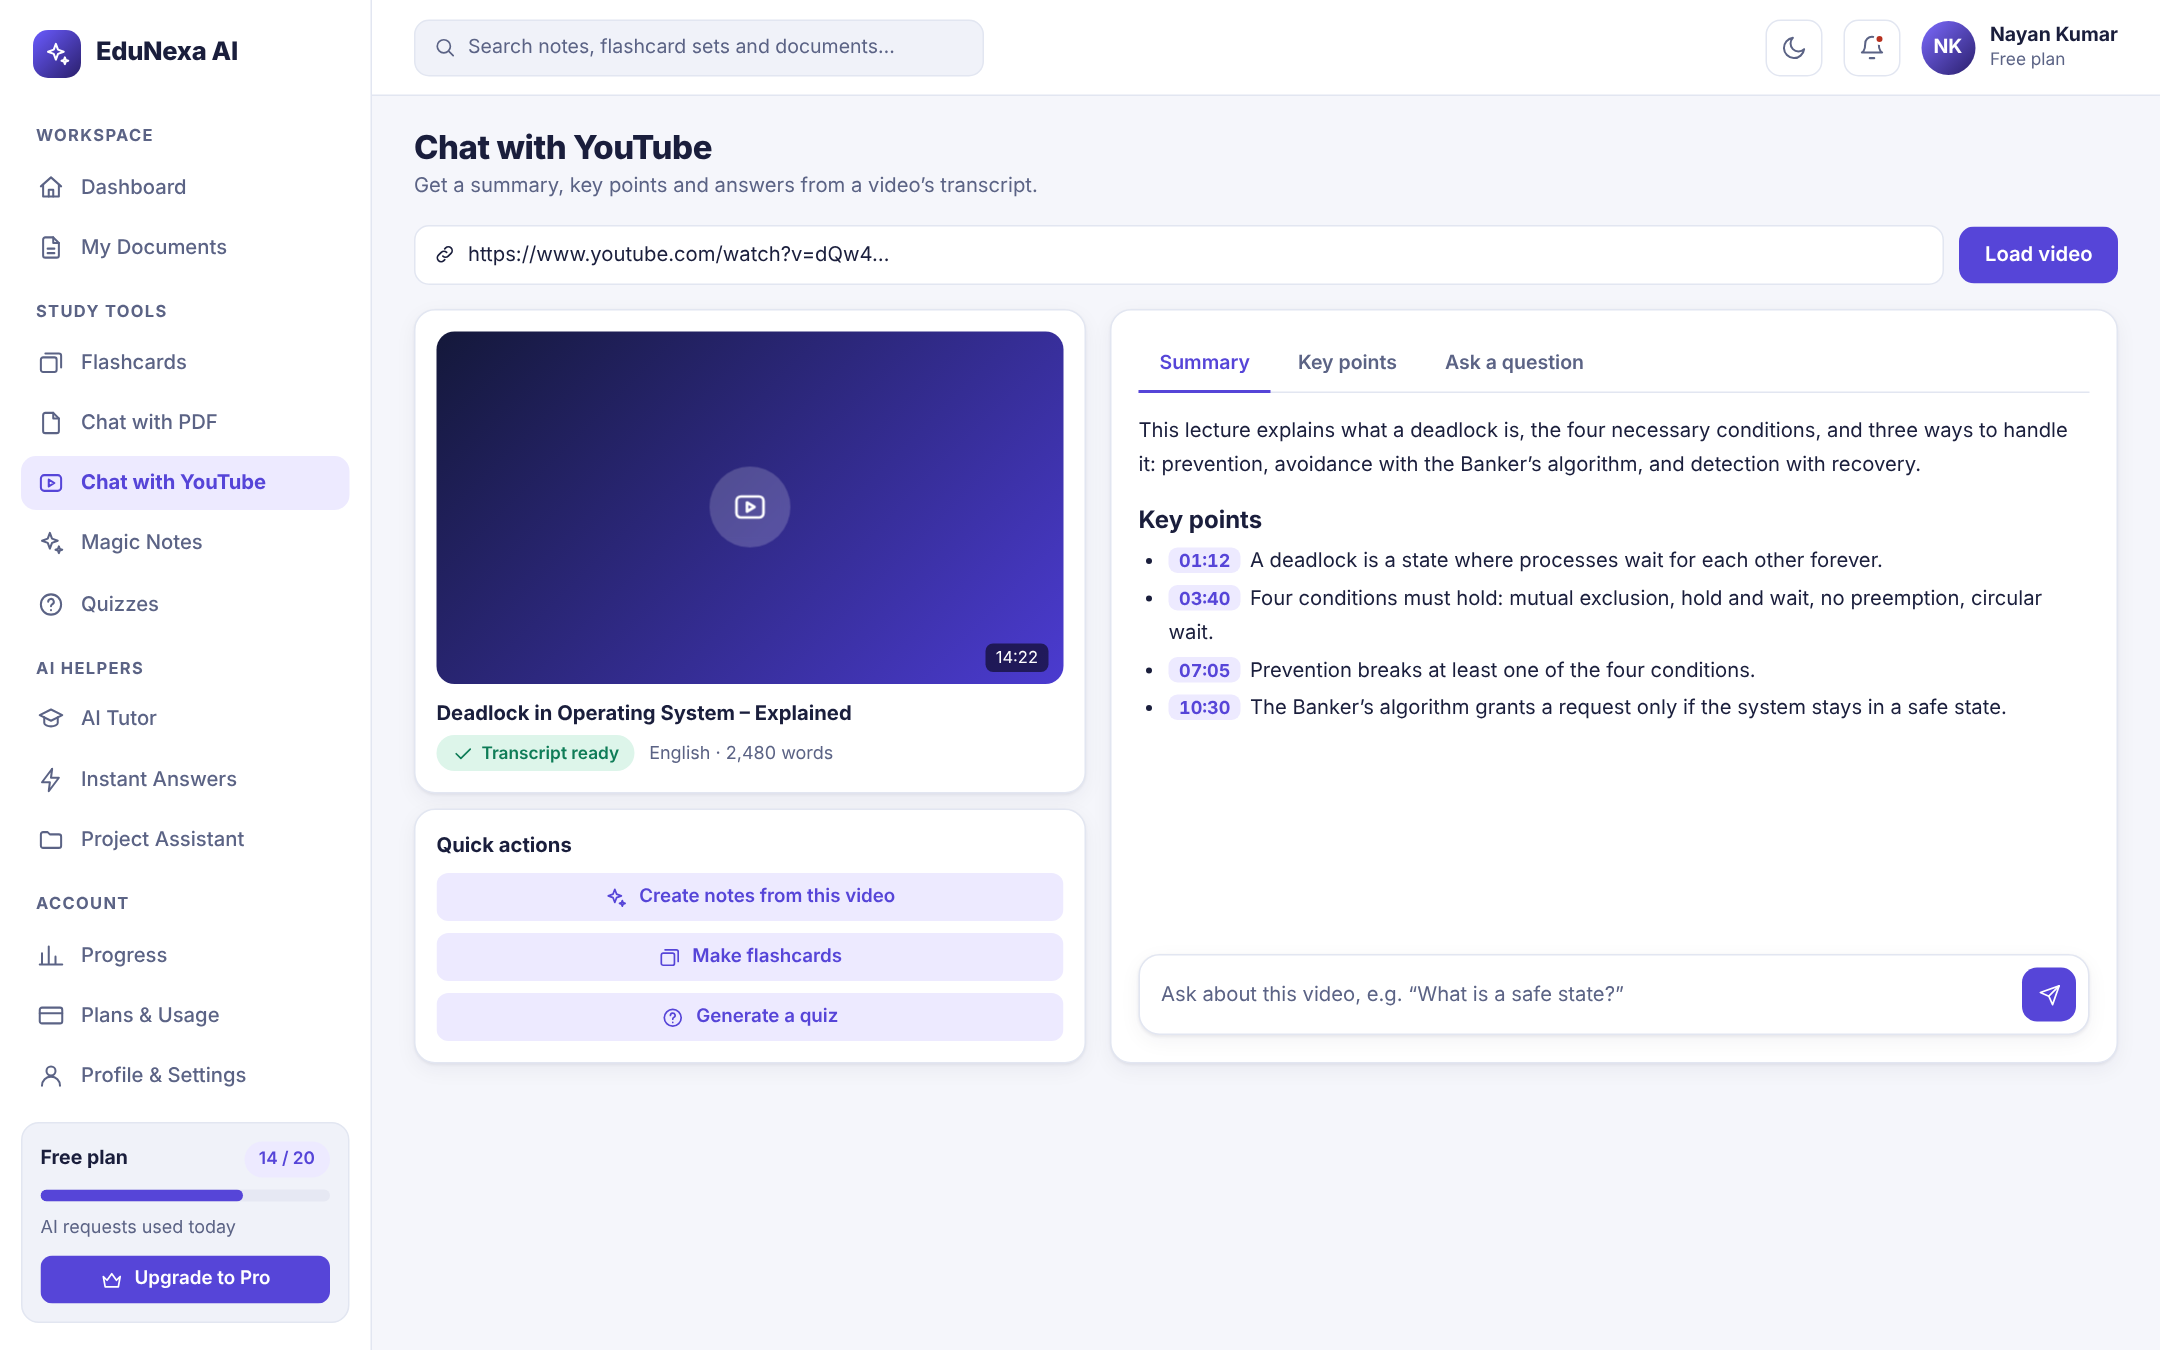 EduNexa AI
WORKSPACE
Dashboard
My Documents
STUDY TOOLS
Flashcards
Chat with PDF
Chat with YouTube
Magic Notes
Quizzes
AI HELPERS
AI Tutor
Instant Answers
Project Assistant
ACCOUNT
Progress
Plans & Usage
Profile & Settings
Free plan
14 / 20
AI requests used today
Upgrade to Pro
Search notes, flashcard sets and documents...
NK
Nayan Kumar
Free plan
Chat with YouTube
Get a summary, key points and answers from a video’s transcript.
https://www.youtube.com/watch?v=dQw4...
Load video
14:22
Deadlock in Operating System – Explained
Transcript ready
English · 2,480 words
Quick actions
Create notes from this video
Make flashcards
Generate a quiz
Summary
Key points
Ask a question
This lecture explains what a deadlock is, the four necessary conditions, and three ways to handle
it: prevention, avoidance with the Banker’s algorithm, and detection with recovery.
Key points
• 01:12 A deadlock is a state where processes wait for each other forever.
• 03:40 Four conditions must hold: mutual exclusion, hold and wait, no preemption, circular
wait.
• 07:05 Prevention breaks at least one of the four conditions.
• 10:30 The Banker’s algorithm grants a request only if the system stays in a safe state.
Ask about this video, e.g. “What is a safe state?”